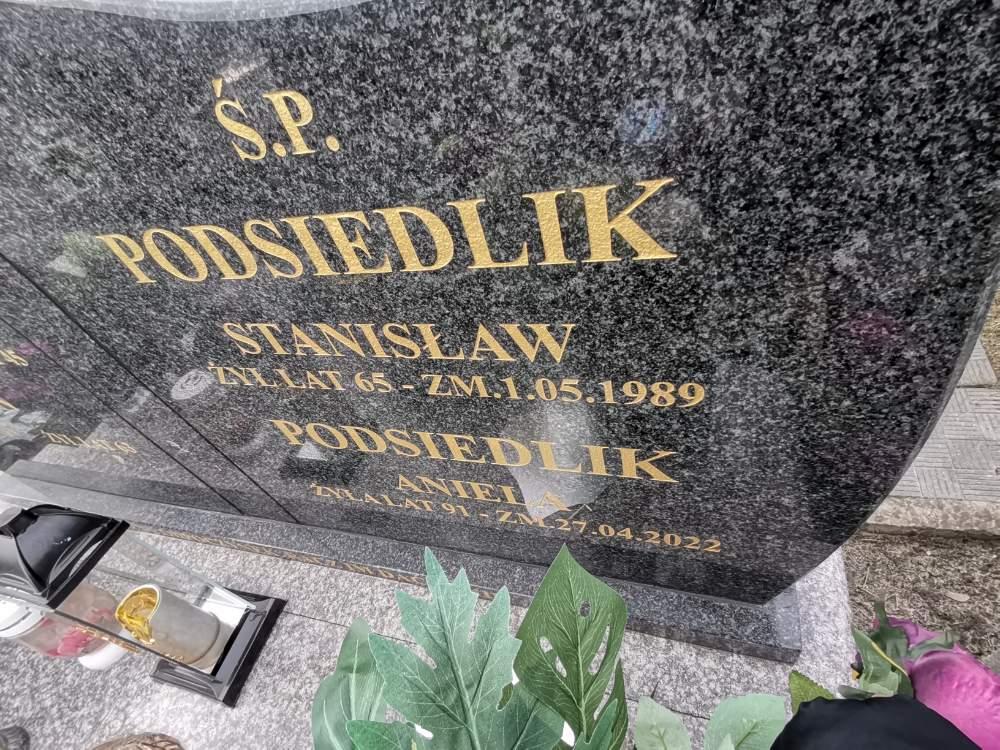 Ś.P.
PODSIEDLIK
STANISŁAW
ŻYŁ LAT 65 - ZM.1.05.1989
PODSIEDLIK
ANIELA
ŻYŁA LAT 91 - ZM.27.04.2022